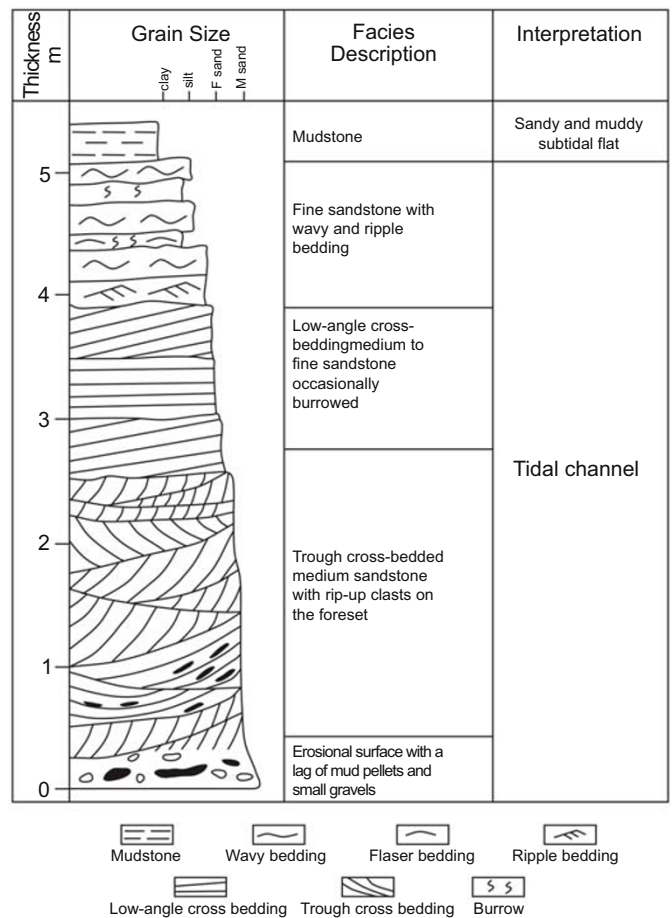 Thickness
m
Grain Size
clay
silt
F sand
M sand
Facies
Description
Interpretation
Mudstone
Sandy and muddy
subtidal flat
5
Fine sandstone with
wavy and ripple
bedding
4
Low-angle cross-
beddingmedium to
fine sandstone
occasionally
burrowed
3
Tidal channel
2
Trough cross-bedded
medium sandstone
with rip-up clasts on
the foreset
1
Erosional surface with a
lag of mud pellets and
small gravels
0
Mudstone
Wavy bedding
Flaser bedding
Ripple bedding
Low-angle cross bedding
Trough cross bedding
Burrow